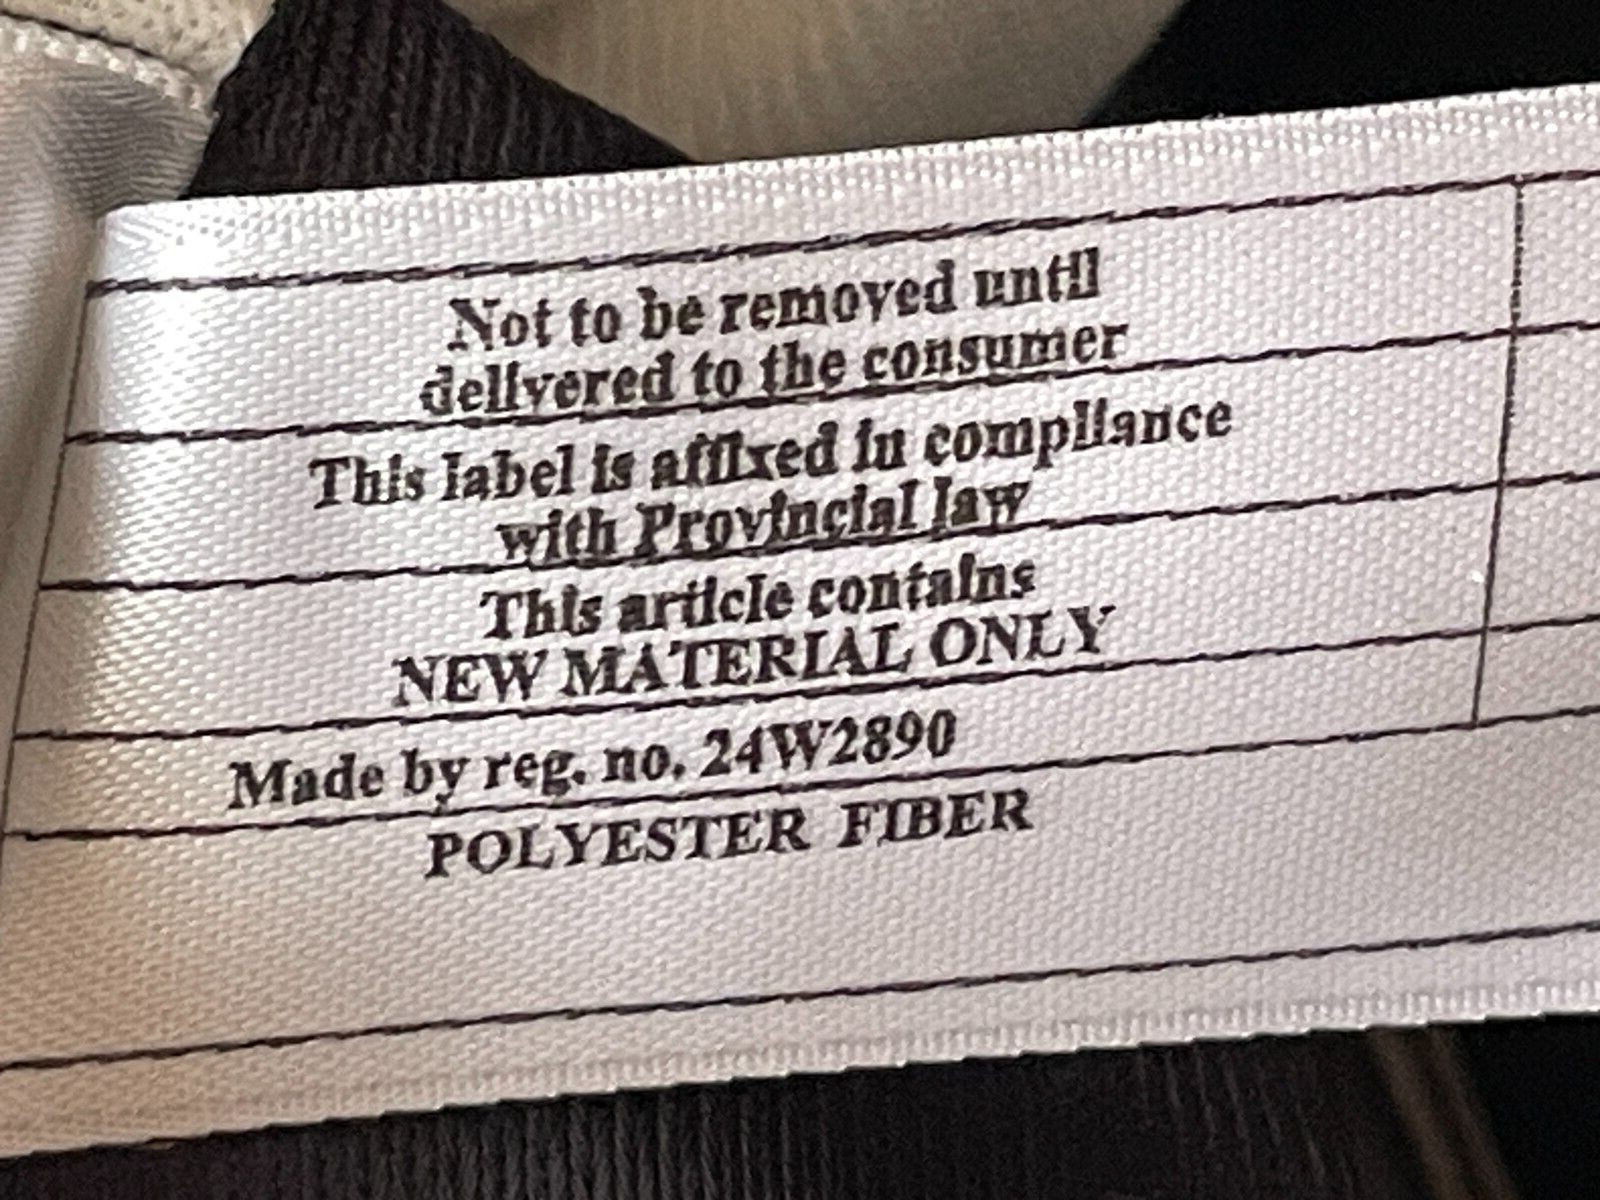 Not to be removed until
delivered to the consumer
This label is affixed in compliance
with Provincial law
This article contains
NEW MATERIAL ONLY
Made by reg. no. 24W2890
POLYESTER FIBER